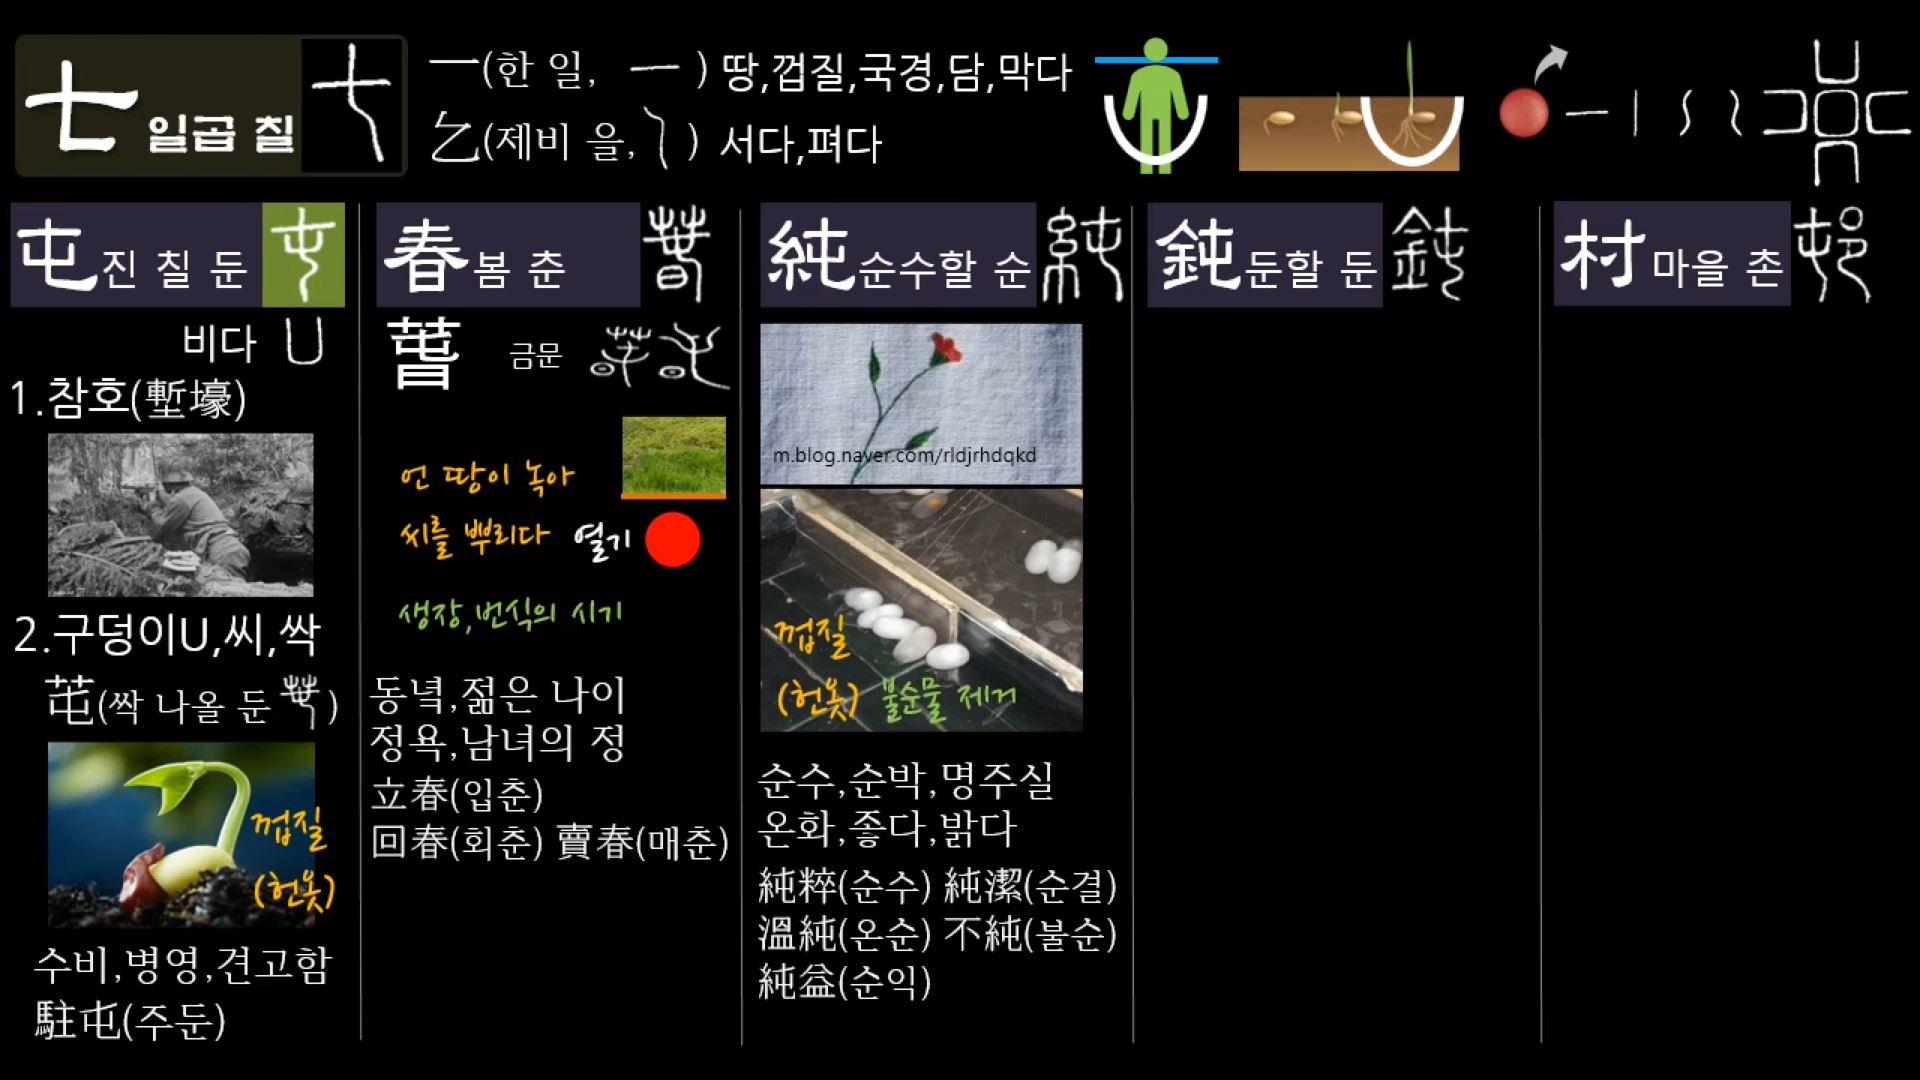 七 일곱 칠
一(한 일, 一 ) 땅,껍질,국경,담,막다
乙(제비 을, ) 서다,펴다
屯 진 칠 둔
비다 U
1.참호(塹壕)
2.구덩이U,씨,싹
芚(싹 나올 둔 )
껍질
(헌옷)
수비,병영,견고함
駐屯(주둔)
春 봄 춘
금문
언 땅이 녹아
씨를 뿌리다 열기
생장,번식의 시기
동녘,젊은 나이
정욕,남녀의 정
立春(입춘)
回春(회춘) 賣春(매춘)
純 순수할 순
m.blog.naver.com/rldjrhdqkd
껍질
(헌옷) 불순물 제거
순수,순박,명주실
온화,좋다,밝다
純粹(순수) 純潔(순결)
溫純(온순) 不純(불순)
純益(순익)
鈍 둔할 둔
村 마을 촌